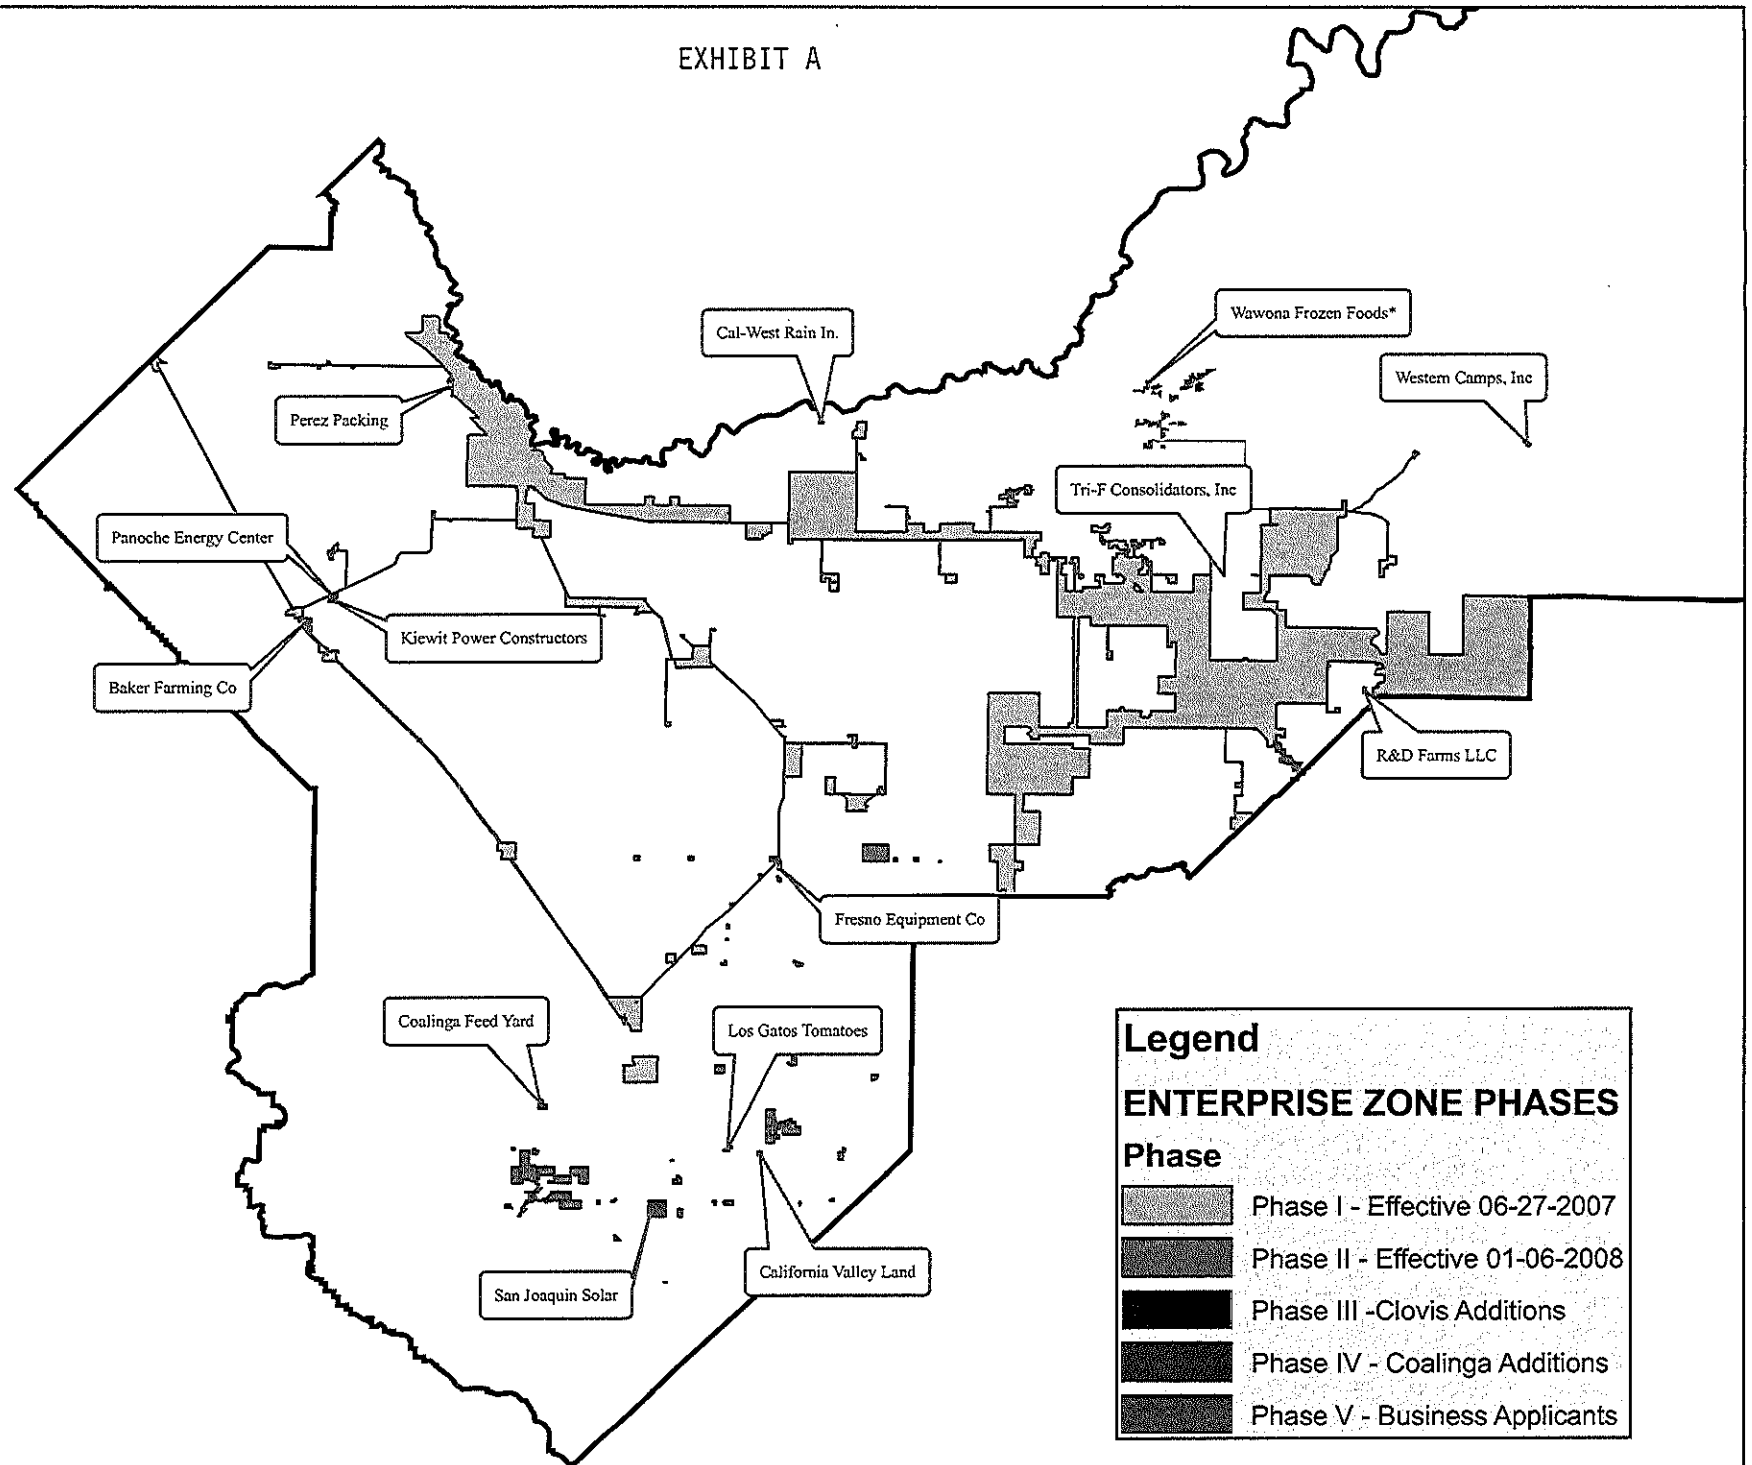 EXHIBIT A
Wawona Frozen Foods*
Cal-West Rain In.
Western Camps, Inc
Perez Packing
Tri-F Consolidators, Inc
Panoche Energy Center
Kiewit Power Constructors
Baker Farming Co
R&D Farms LLC
Fresno Equipment Co
Coalinga Feed Yard
Los Gatos Tomatoes
California Valley Land
San Joaquin Solar
Legend
ENTERPRISE ZONE PHASES
Phase
Phase I - Effective 06-27-2007
Phase II - Effective 01-06-2008
Phase III -Clovis Additions
Phase IV - Coalinga Additions
Phase V - Business Applicants